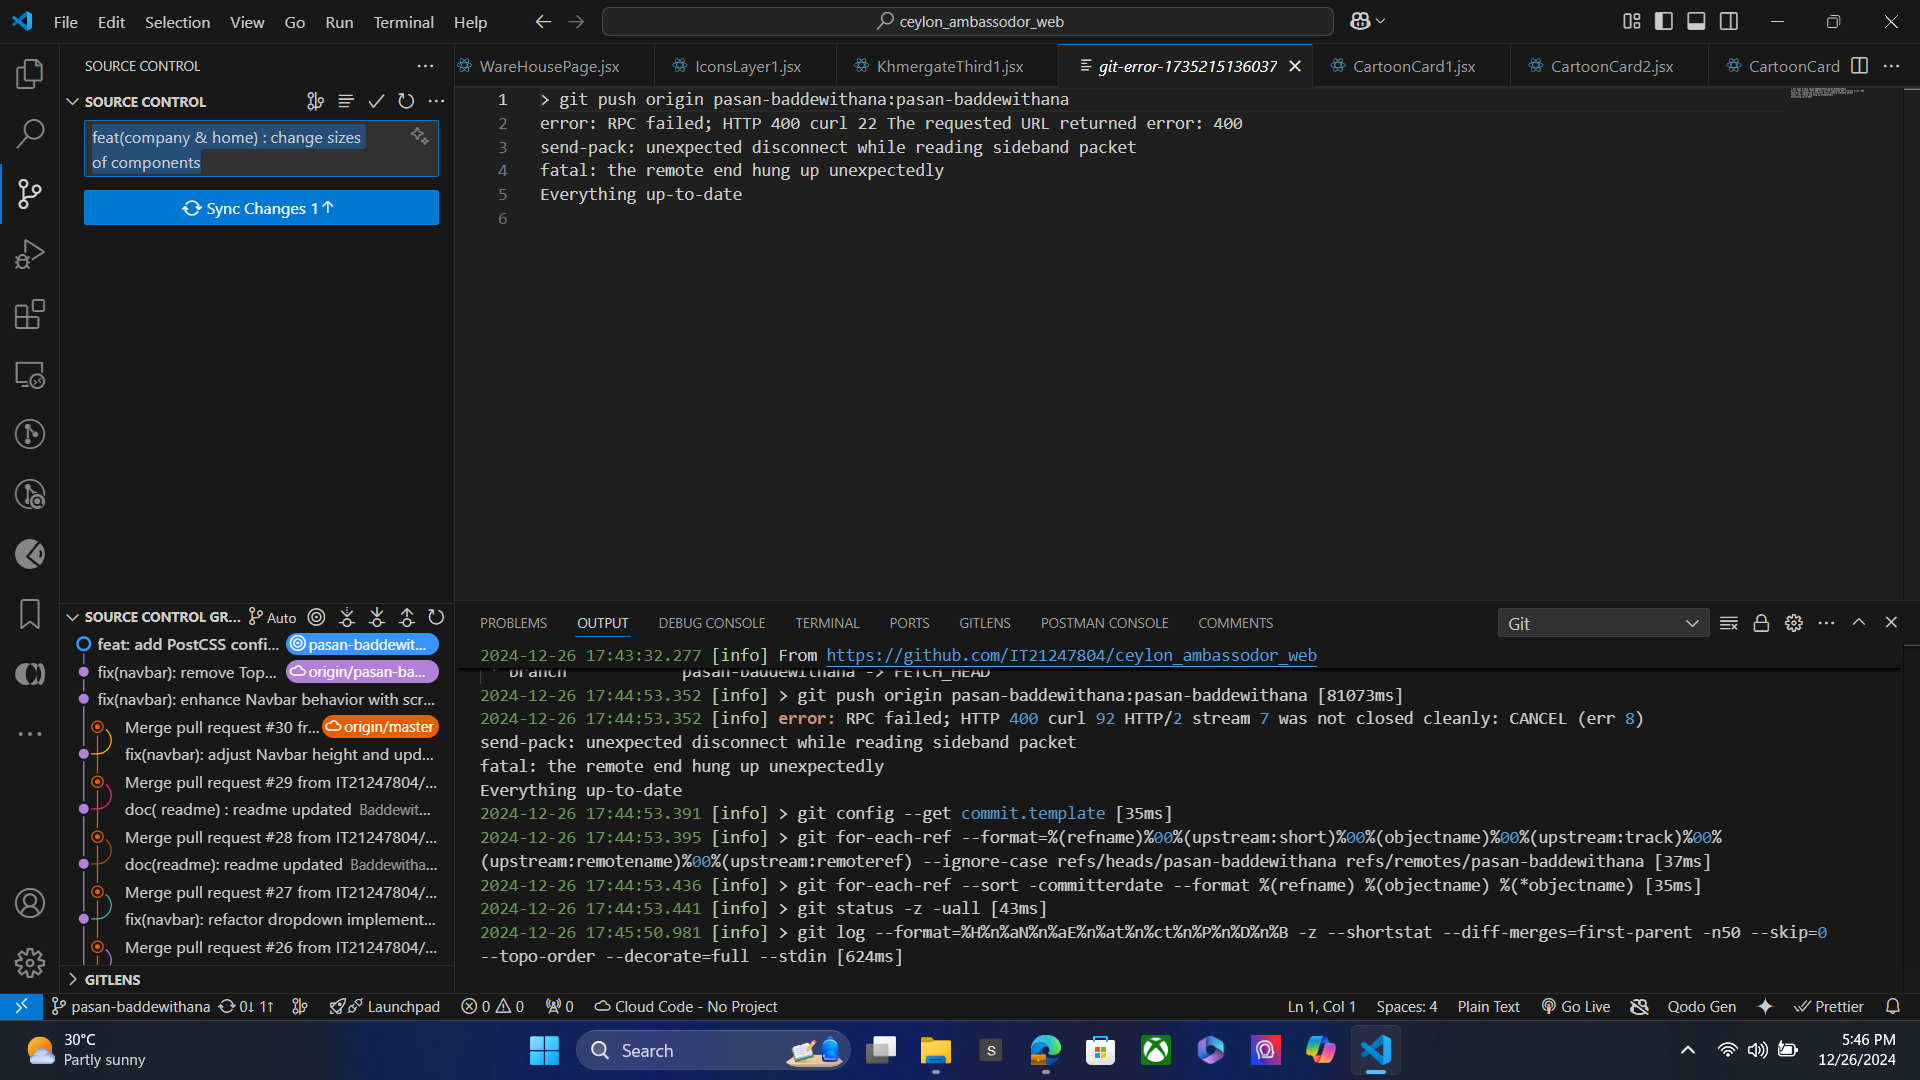 File Edit Selection View Go Run Terminal Help
ceylon_ambassodor_web
SOURCE CONTROL
SOURCE CONTROL
feat(company & home) : change sizes
of components
Sync Changes 1↑
WareHousePage.jsx
IconsLayer1.jsx
KhmergateThird1.jsx
git-error-1735215136037
CartoonCard1.jsx
CartoonCard2.jsx
CartoonCard
1 > git push origin pasan-baddewithana:pasan-baddewithana
2 error: RPC failed; HTTP 400 curl 22 The requested URL returned error: 400
3 send-pack: unexpected disconnect while reading sideband packet
4 fatal: the remote end hung up unexpectedly
5 Everything up-to-date
6
SOURCE CONTROL GR... Auto
feat: add PostCSS confi... pasan-baddewit...
fix(navbar): remove Top... origin/pasan-ba...
fix(navbar): enhance Navbar behavior with scr...
Merge pull request #30 fr... origin/master
fix(navbar): adjust Navbar height and upd...
Merge pull request #29 from IT21247804/...
doc( readme) : readme updated Baddewit...
Merge pull request #28 from IT21247804/...
doc(readme): readme updated Baddewitha...
Merge pull request #27 from IT21247804/...
fix(navbar): refactor dropdown implement...
Merge pull request #26 from IT21247804/...
GITLENS
PROBLEMS OUTPUT DEBUG CONSOLE TERMINAL PORTS GITLENS POSTMAN CONSOLE COMMENTS
Git
2024-12-26 17:43:32.277 [info] From https://github.com/IT21247804/ceylon_ambassodor_web
* branch pasan-baddewithana -> FETCH_HEAD
2024-12-26 17:44:53.352 [info] > git push origin pasan-baddewithana:pasan-baddewithana [81073ms]
2024-12-26 17:44:53.352 [info] error: RPC failed; HTTP 400 curl 92 HTTP/2 stream 7 was not closed cleanly: CANCEL (err 8)
send-pack: unexpected disconnect while reading sideband packet
fatal: the remote end hung up unexpectedly
Everything up-to-date
2024-12-26 17:44:53.391 [info] > git config --get commit.template [35ms]
2024-12-26 17:44:53.395 [info] > git for-each-ref --format=%(refname)%00%(upstream:short)%00%(objectname)%00%(upstream:track)%00%
(upstream:remotename)%00%(upstream:remoteref) --ignore-case refs/heads/pasan-baddewithana refs/remotes/pasan-baddewithana [37ms]
2024-12-26 17:44:53.436 [info] > git for-each-ref --sort -committerdate --format %(refname) %(objectname) %(*objectname) [35ms]
2024-12-26 17:44:53.441 [info] > git status -z -uall [43ms]
2024-12-26 17:45:50.981 [info] > git log --format=%H%n%aN%n%aE%n%at%n%ct%n%P%n%D%n%B -z --shortstat --diff-merges=first-parent -n50 --skip=0
--topo-order --decorate=full --stdin [624ms]
pasan-baddewithana 0↓ 1↑ Launchpad 0 0 0 Cloud Code - No Project
Ln 1, Col 1 Spaces: 4 Plain Text Go Live Qodo Gen Prettier
30°C
Partly sunny
Search
S
5:46 PM
12/26/2024